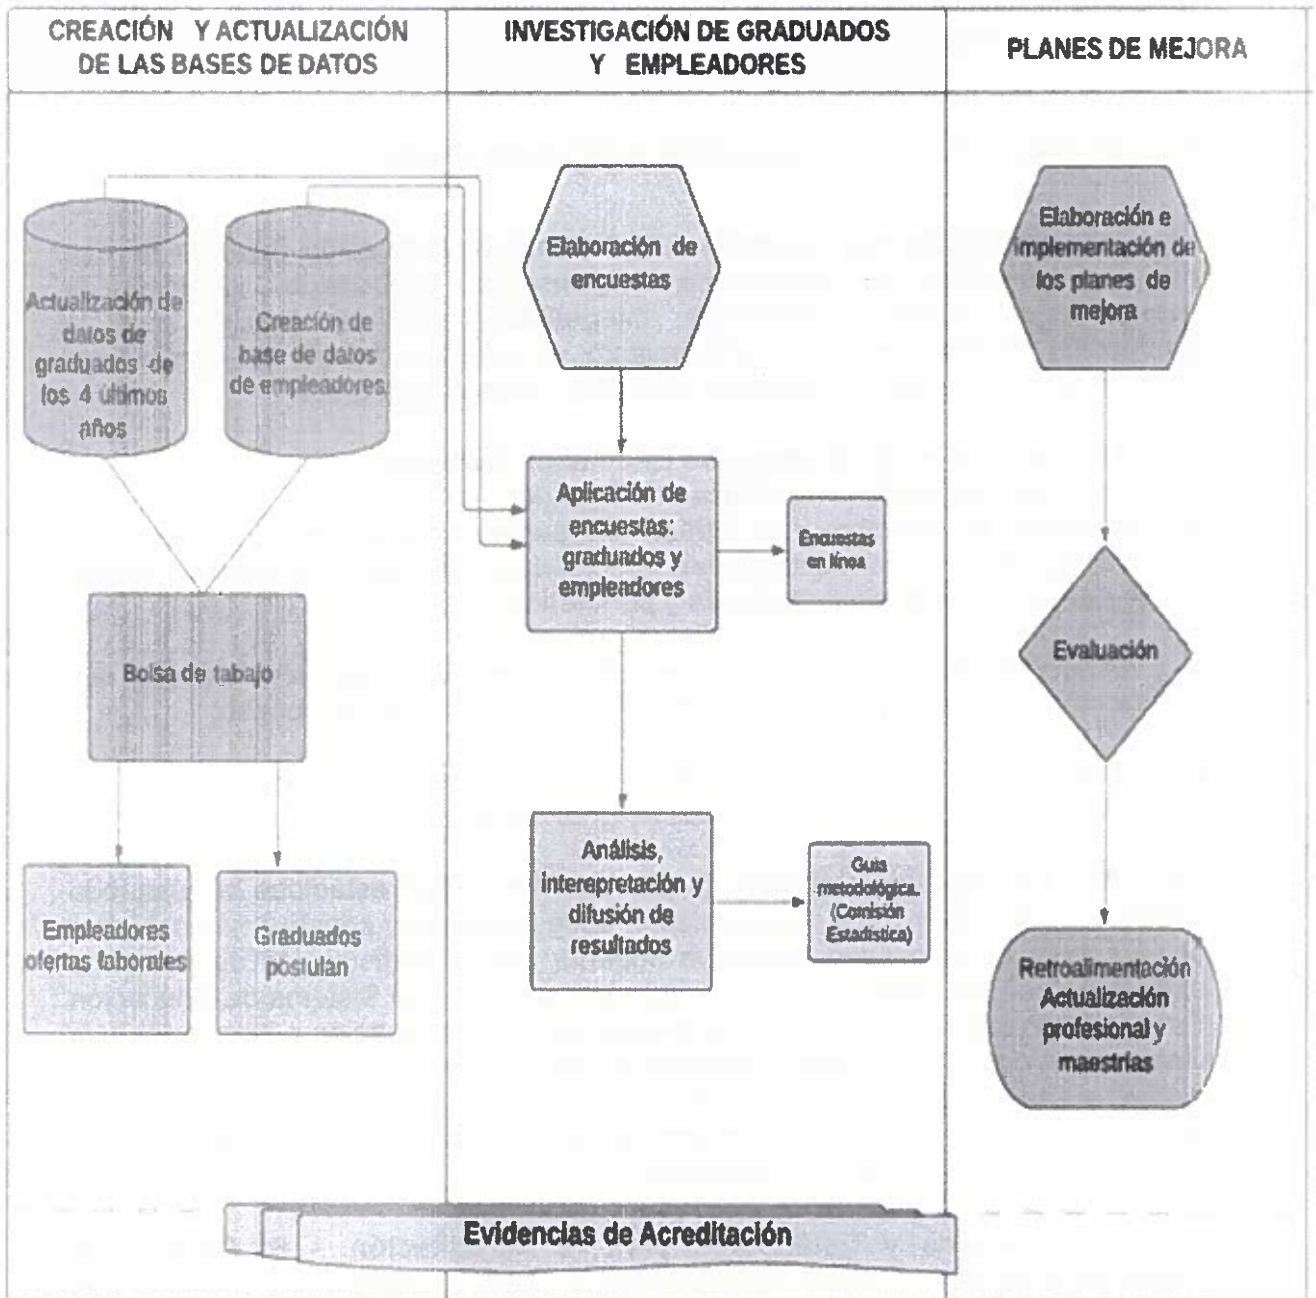 CREACIÓN Y ACTUALIZACIÓN
DE LAS BASES DE DATOS
INVESTIGACIÓN DE GRADUADOS
Y EMPLEADORES
PLANES DE MEJORA
Actualización de
datos de
graduados de
los 4 últimos
años
Creación de
base de datos
de empleadores
Bolsa de tabajo
Empleadores
ofertas laborales
Graduados
postulan
Elaboración de
encuestas
Aplicación de
encuestas:
graduados y
empleadores
Encuestas
en línea
Análisis,
interepretación y
difusión de
resultados
Guia
metodológica.
(Comisión
Estadística)
Elaboración e
implementación de
los planes de
mejora
Evaluación
Retroalimentación
Actualización
profesional y
maestrías
Evidencias de Acreditación